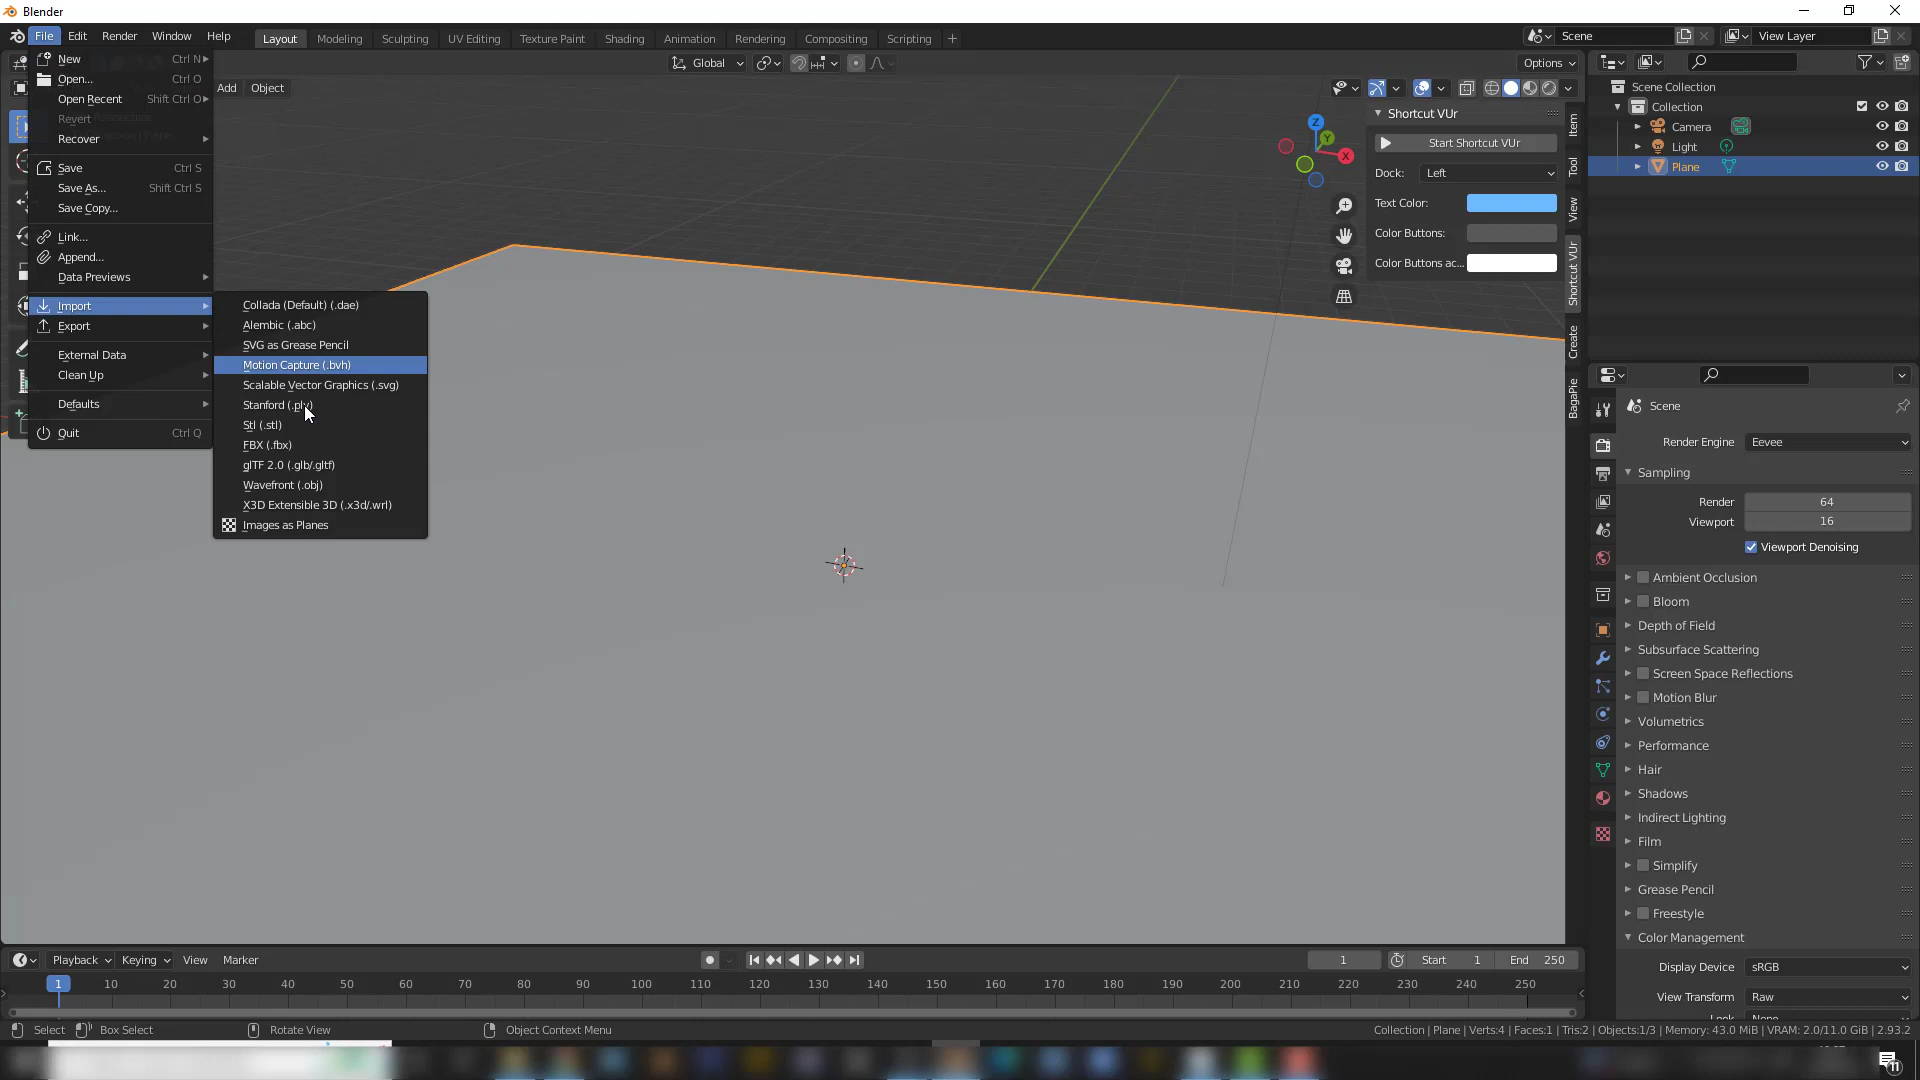 Blender
File Edit Render Window Help
Layout Modeling Sculpting UV Editing Texture Paint Shading Animation Rendering Compositing Scripting +
Scene
View Layer
New Ctrl N
Open... Ctrl O
Open Recent Shift Ctrl O
Revert
Recover
Save Ctrl S
Save As... Shift Ctrl S
Save Copy...
Link...
Append...
Data Previews
Import
Export
External Data
Clean Up
Defaults
Quit Ctrl Q
Collada (Default) (.dae)
Alembic (.abc)
SVG as Grease Pencil
Motion Capture (.bvh)
Scalable Vector Graphics (.svg)
Stanford (.ply)
Stl (.stl)
FBX (.fbx)
glTF 2.0 (.glb/.gltf)
Wavefront (.obj)
X3D Extensible 3D (.x3d/.wrl)
Images as Planes
Global
Options
Add Object
Z
Y
X
Shortcut VUr
Start Shortcut VUr
Dock: Left
Text Color:
Color Buttons:
Color Buttons ac...
Item
Tool
View
Shortcut VUr
Create
BagaPie
Scene Collection
Collection
Camera
Light
Plane
Scene
Render Engine Eevee
Sampling
Render 64
Viewport 16
Viewport Denoising
Ambient Occlusion
Bloom
Depth of Field
Subsurface Scattering
Screen Space Reflections
Motion Blur
Volumetrics
Performance
Hair
Shadows
Indirect Lighting
Film
Simplify
Grease Pencil
Freestyle
Color Management
Display Device sRGB
View Transform Raw
Playback Keying View Marker
1 Start 1 End 250
1 10 20 30 40 50 60 70 80 90 100 110 120 130 140 150 160 170 180 190 200 210 220 230 240 250
Select Box Select Rotate View Object Context Menu
Collection | Plane | Verts:4 | Faces:1 | Tris:2 | Objects:1/3 | Memory: 43.0 MiB | VRAM: 2.0/11.0 GiB | 2.93.2
11